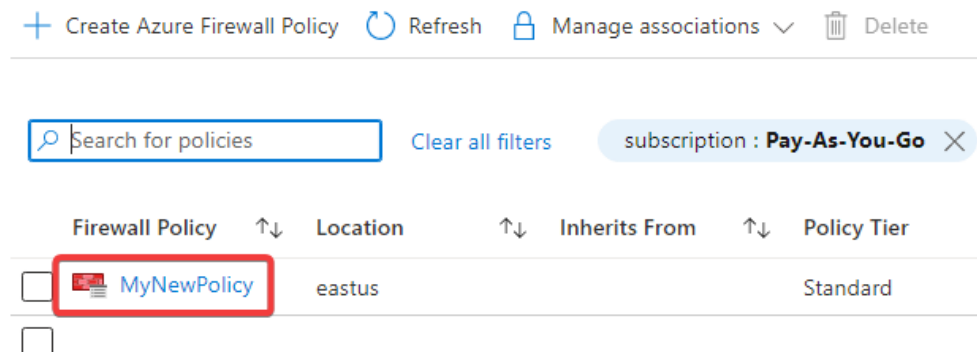 Create Azure Firewall Policy Refresh Manage associations Delete
Search for policies Clear all filters subscription : Pay-As-You-Go
Firewall Policy Location Inherits From Policy Tier
MyNewPolicy eastus Standard